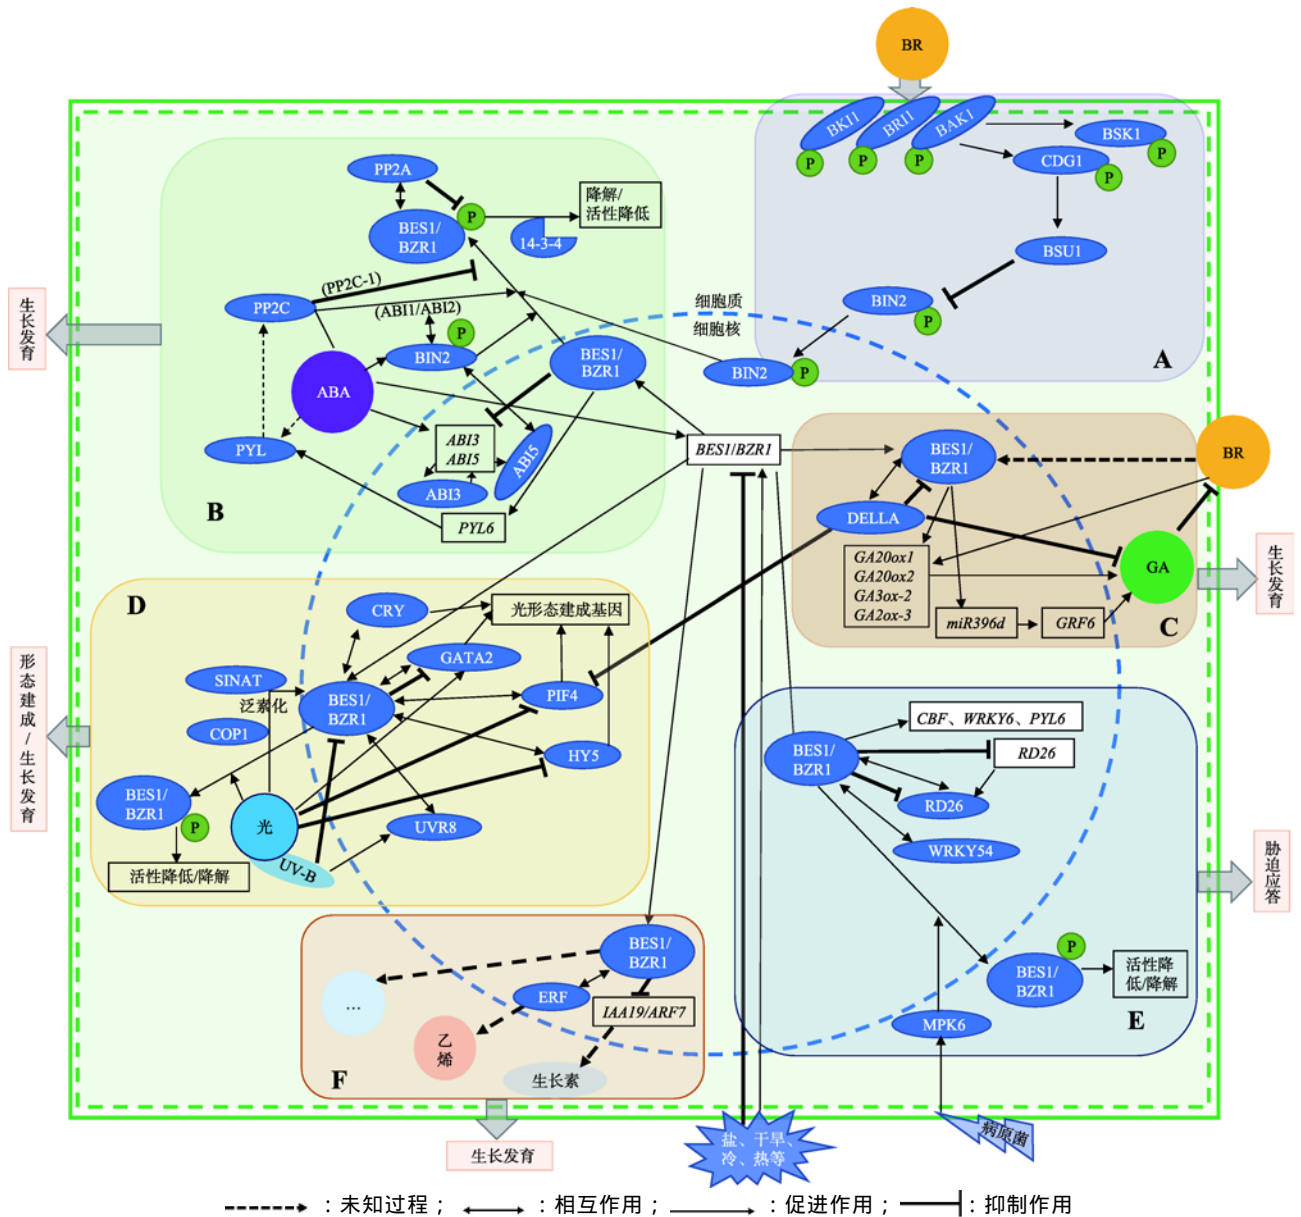 BR
BKI1
BRI1
BAK1
P
P
P
BSK1
P
CDG1
P
BSU1
BIN2
P
BIN2
P
A
细胞质
细胞核
PP2A
BES1/
BZR1
P
14-3-4
降解/
活性降低
PP2C
(PP2C-1)
(ABI1/ABI2)
P
BIN2
BES1/
BZR1
ABA
PYL
ABI3
ABI5
ABI5
ABI3
PYL6
B
生长发育
BES1/BZR1
BES1/
BZR1
BR
DELLA
GA20ox1
GA20ox2
GA3ox-2
GA2ox-3
miR396d
GRF6
GA
C
生长发育
D
CRY
光形态建成基因
GATA2
SINAT
泛素化
COP1
BES1/
BZR1
PIF4
HY5
BES1/
BZR1
P
光
UV-B
UVR8
活性降低/降解
形态建成/生长发育
CBF、WRKY6、PYL6
BES1/
BZR1
RD26
RD26
WRKY54
P
BES1/
BZR1
活性降
低/降解
MPK6
E
胁迫应答
BES1/
BZR1
...
ERF
IAA19/ARF7
乙
烯
生长素
F
生长发育
盐、干旱、
冷、热等
病原菌
：未知过程；：相互作用；：促进作用；：抑制作用